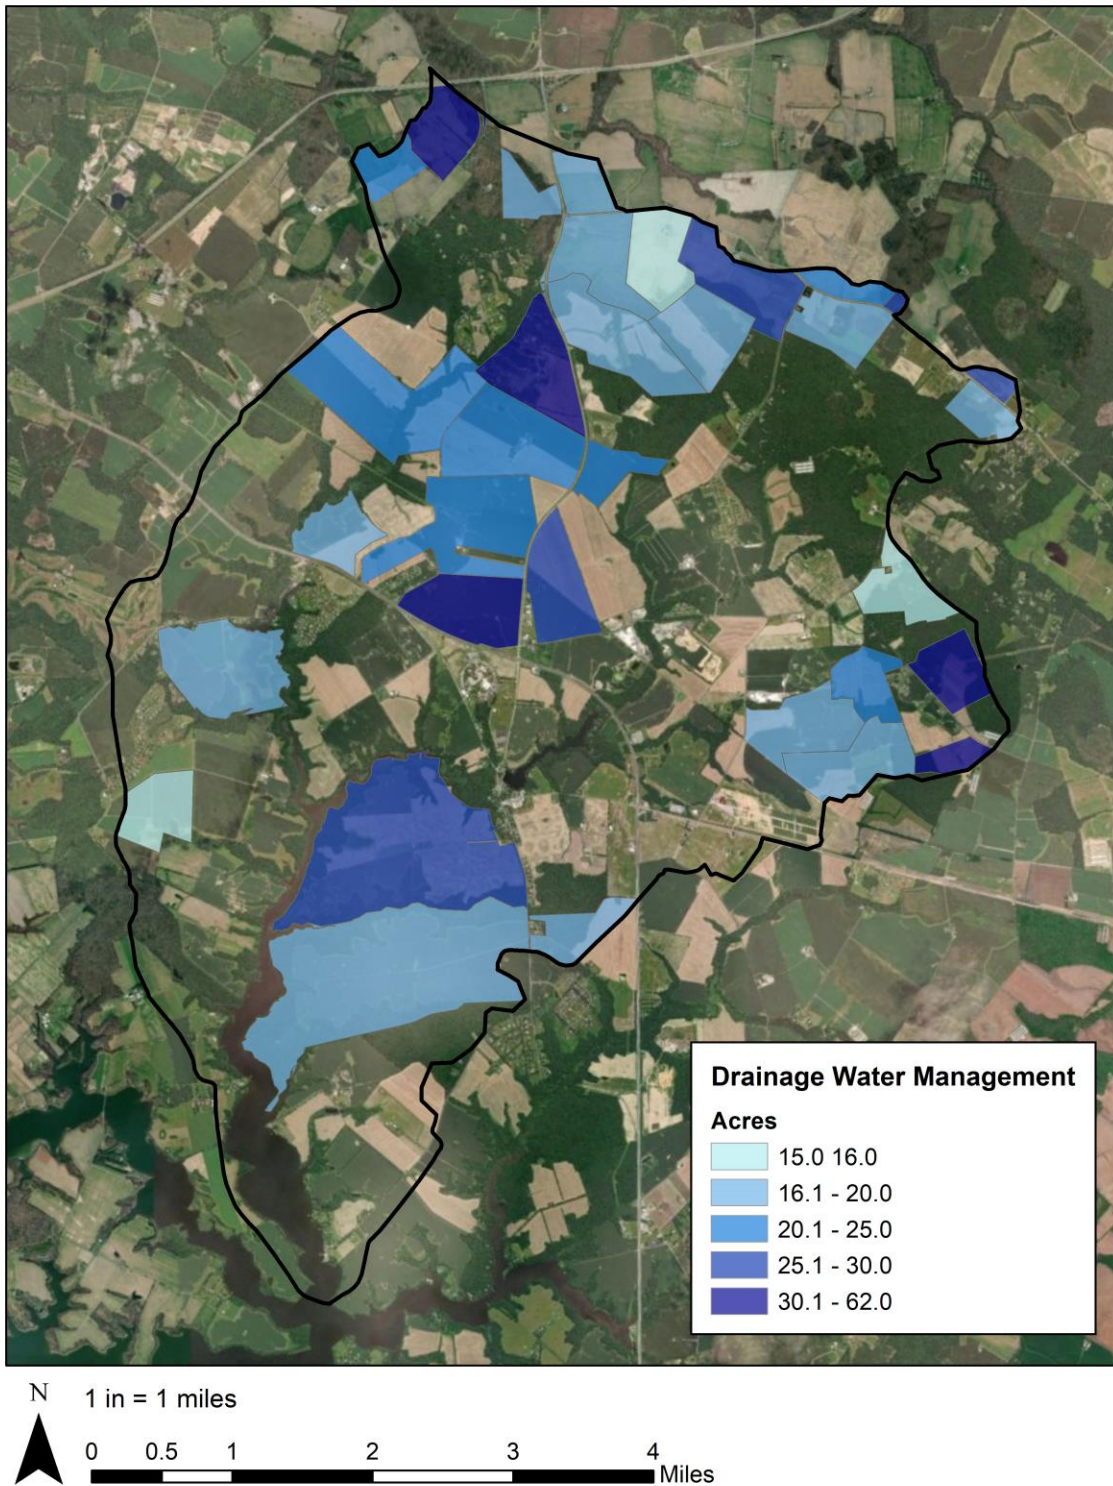 Drainage Water Management
Acres
15.0 16.0
16.1 - 20.0
20.1 - 25.0
25.1 - 30.0
30.1 - 62.0
N
1 in = 1 miles
0 0.5 1 2 3 4
Miles